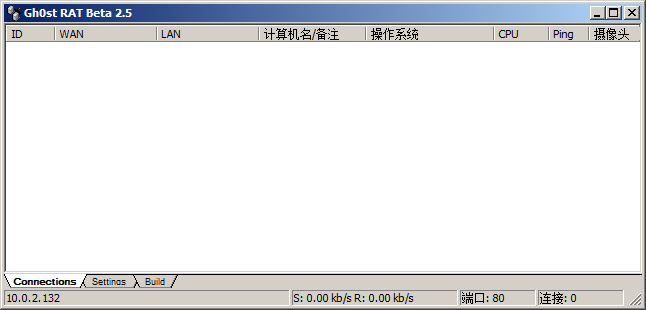 Gh0st RAT Beta 2.5
ID WAN LAN 计算机名/备注 操作系统 CPU Ping 摄像头
Connections Settings Build
10.0.2.132 S: 0.00 kb/s R: 0.00 kb/s 端口: 80 连接: 0